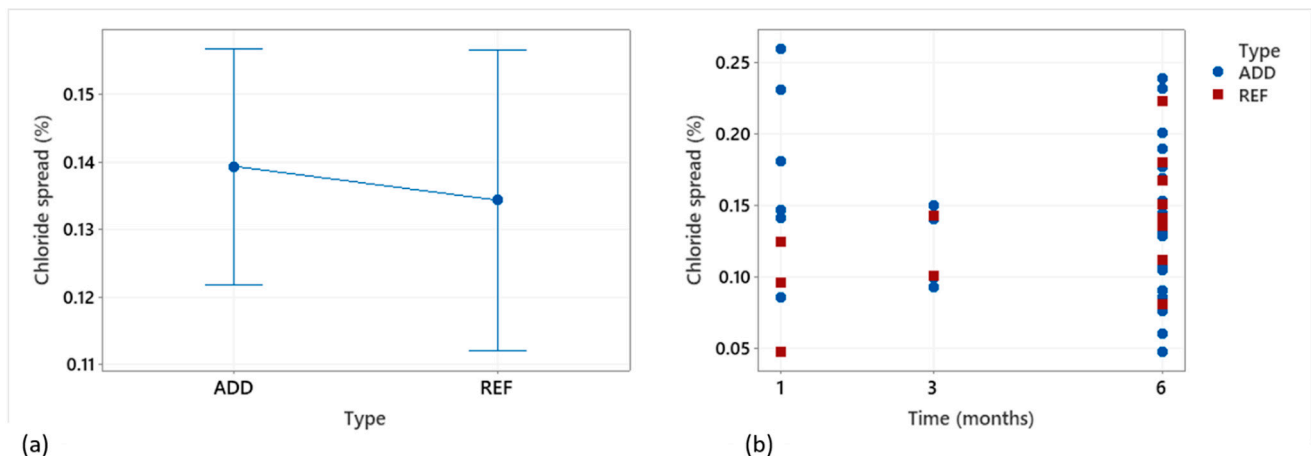 0.15
0.14
0.13
0.12
0.11
Chloride spread (%)
ADD
REF
Type
(a)
0.25
0.20
0.15
0.10
0.05
Chloride spread (%)
1
3
6
Time (months)
Type
ADD
REF
(b)